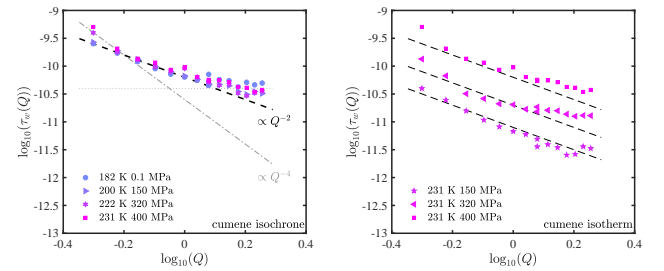 -9
-9.5
-10
-10.5
-11
-11.5
-12
-12.5
-13
log₁₀(τ_w(Q))
∝ Q⁻²
∝ Q⁻⁴
182 K 0.1 MPa
200 K 150 MPa
222 K 320 MPa
231 K 400 MPa
cumene isochrone
-0.4
-0.2
0
0.2
0.4
log₁₀(Q)
-9
-9.5
-10
-10.5
-11
-11.5
-12
-12.5
-13
log₁₀(τ_w(Q))
231 K 150 MPa
231 K 320 MPa
231 K 400 MPa
cumene isotherm
-0.4
-0.2
0
0.2
0.4
log₁₀(Q)